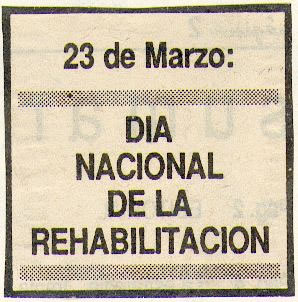 23 de Marzo:
DIA
NACIONAL
DE LA
REHABILITACION